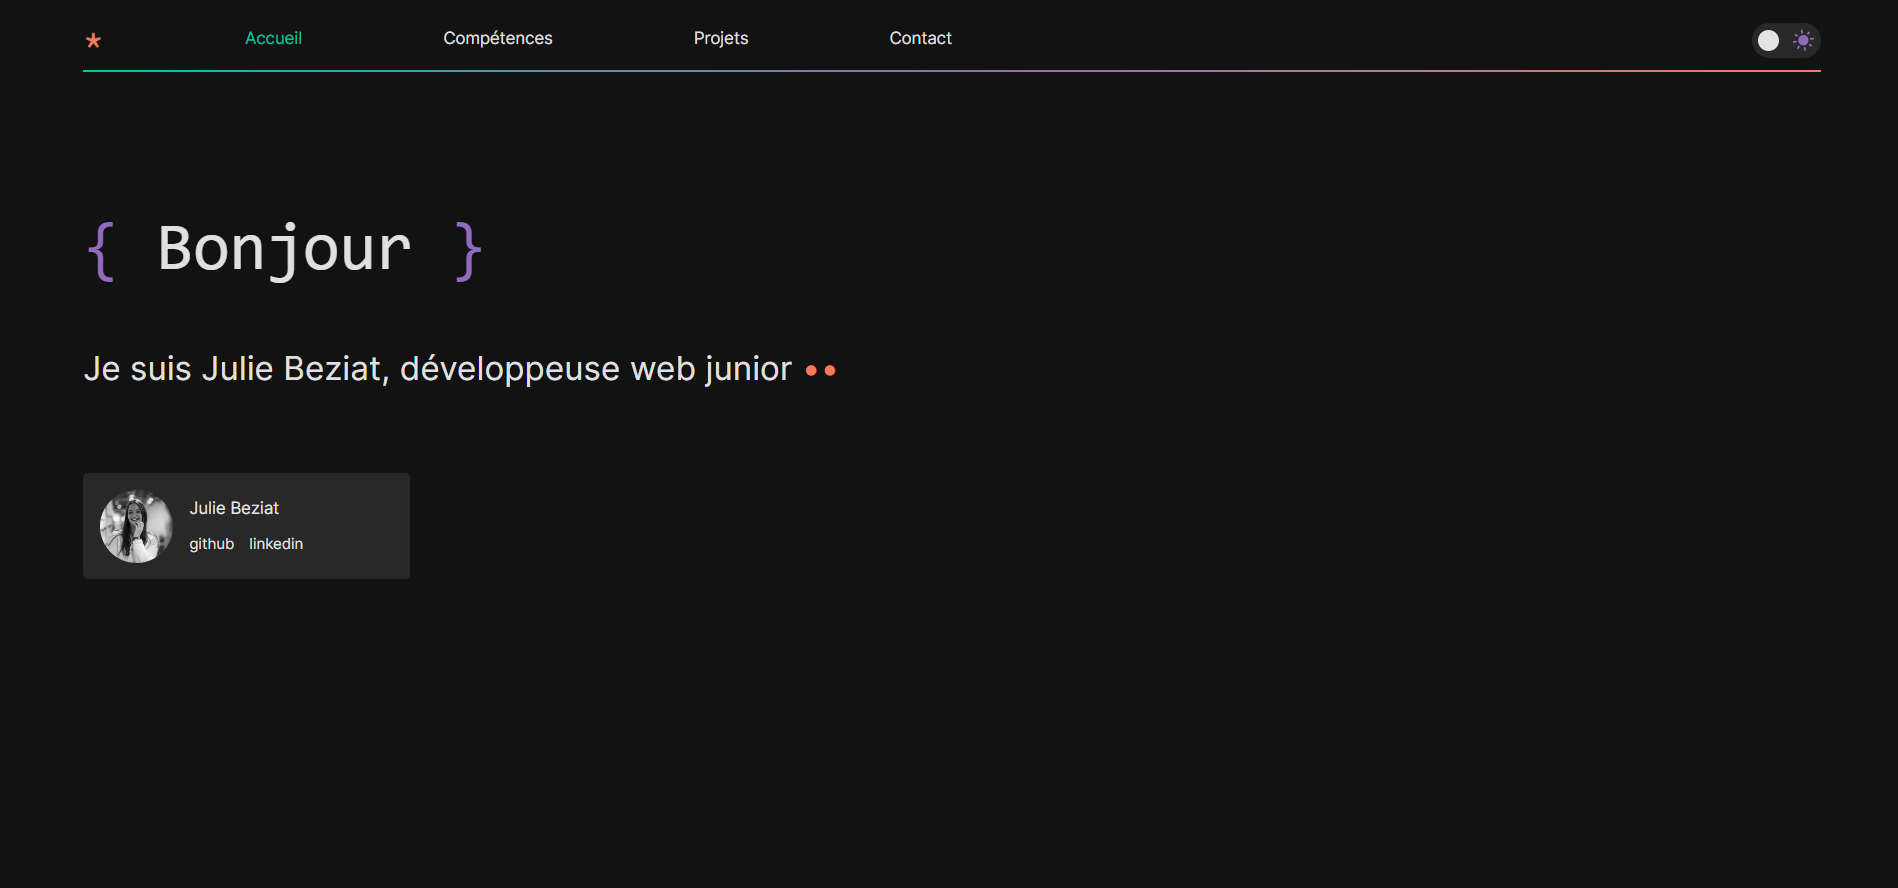 * Accueil Compétences Projets Contact
{ Bonjour }
Je suis Julie Beziat, développeuse web junior ••
Julie Beziat
github linkedin